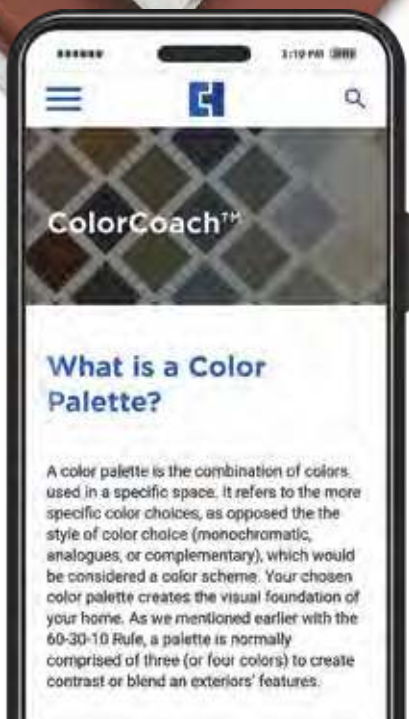 3:19 PM
ColorCoach™
What is a Color
Palette?
A color palette is the combination of colors
used in a specific space. It refers to the more
specific color choices, as opposed the the
style of color choice (monochromatic,
analogues, or complementary), which would
be considered a color scheme. Your chosen
color palette creates the visual foundation of
your home. As we mentioned earlier with the
60-30-10 Rule, a palette is normally
comprised of three (or four colors) to create
contrast or blend an exteriors' features.